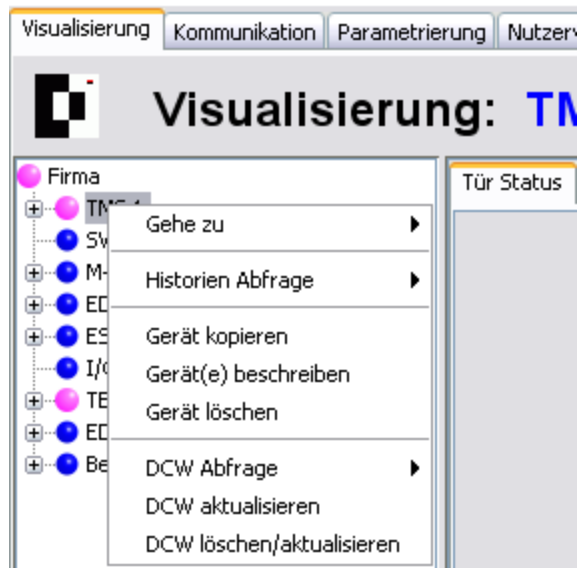 Visualisierung Kommunikation Parametrierung
Visualisierung:
Firma
Tür Status
Gehe zu
Historien Abfrage
Gerät kopieren
Gerät(e) beschreiben
Gerät löschen
DCW Abfrage
DCW aktualisieren
DCW löschen/aktualisieren